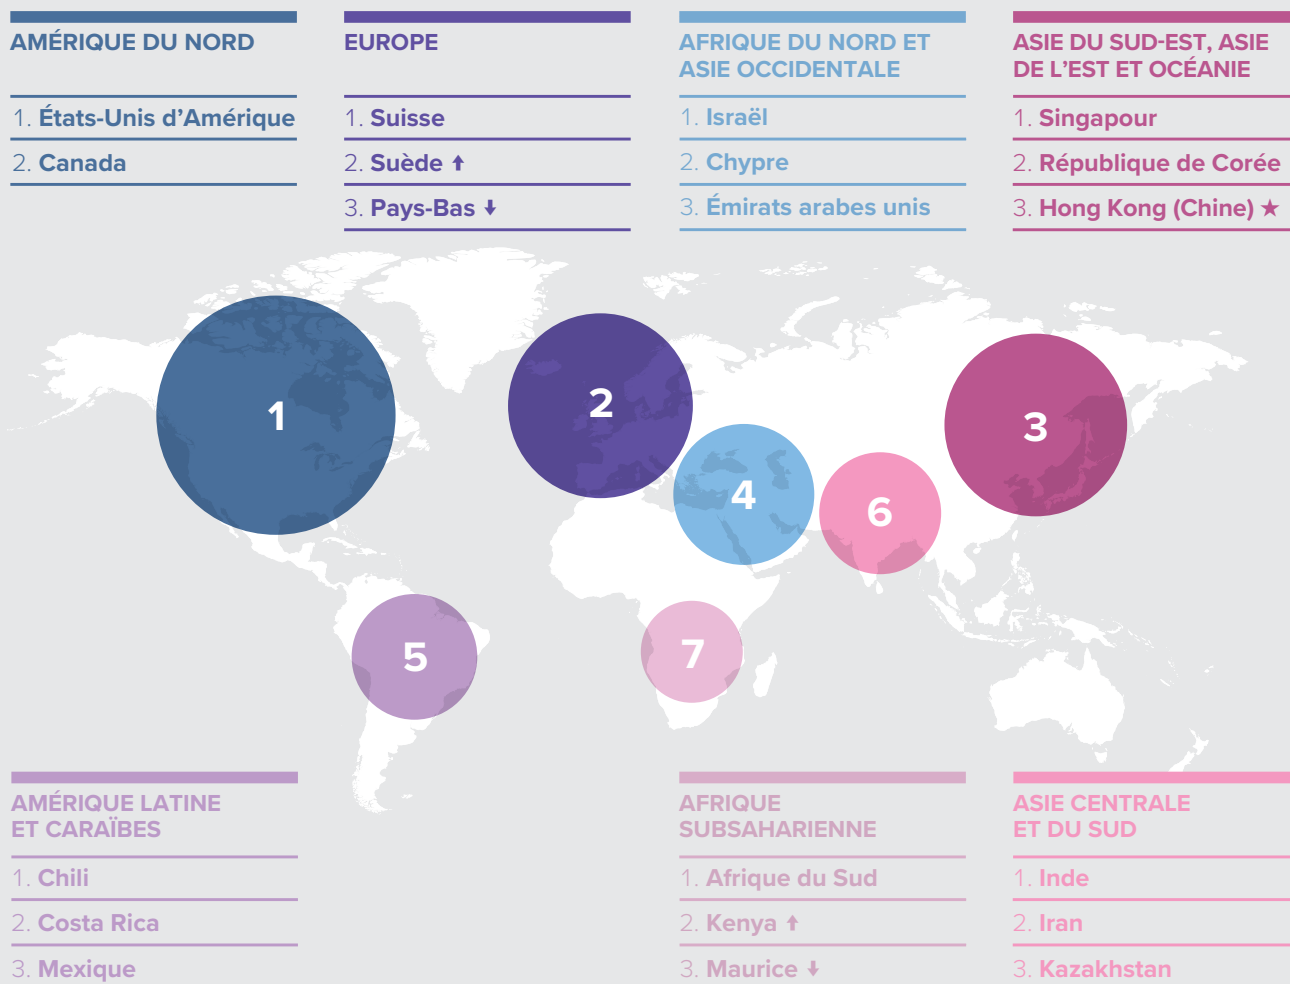 AMÉRIQUE DU NORD
1. États-Unis d’Amérique
2. Canada
EUROPE
1. Suisse
2. Suède ⬆
3. Pays-Bas ⬇
AFRIQUE DU NORD ET
ASIE OCCIDENTALE
1. Israël
2. Chypre
3. Émirats arabes unis
ASIE DU SUD-EST, ASIE
DE L’EST ET OCÉANIE
1. Singapour
2. République de Corée
3. Hong Kong (Chine) ★
1
2
3
4
6
5
7
AMÉRIQUE LATINE
ET CARAÏBES
1. Chili
2. Costa Rica
3. Mexique
AFRIQUE
SUBSAHARIENNE
1. Afrique du Sud
2. Kenya ⬆
3. Maurice ⬇
ASIE CENTRALE
ET DU SUD
1. Inde
2. Iran
3. Kazakhstan